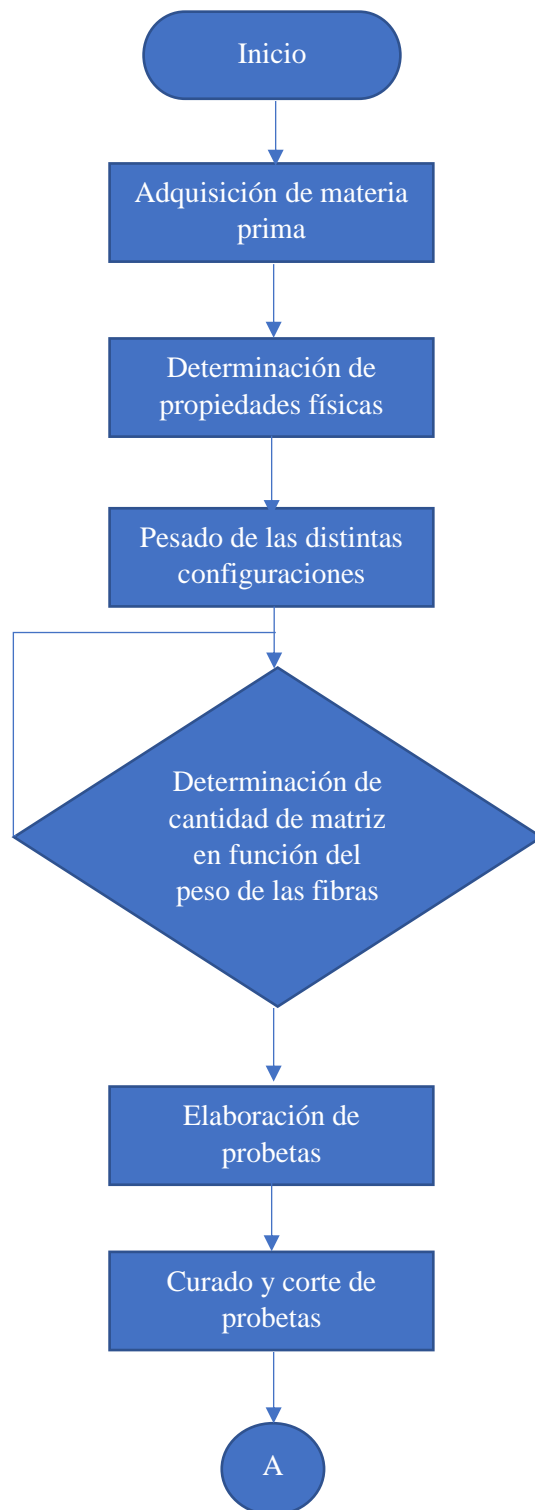 Inicio
Adquisición de materia
prima
Determinación de
propiedades físicas
Pesado de las distintas
configuraciones
Determinación de
cantidad de matriz
en función del
peso de las fibras
Elaboración de
probetas
Curado y corte de
probetas
A